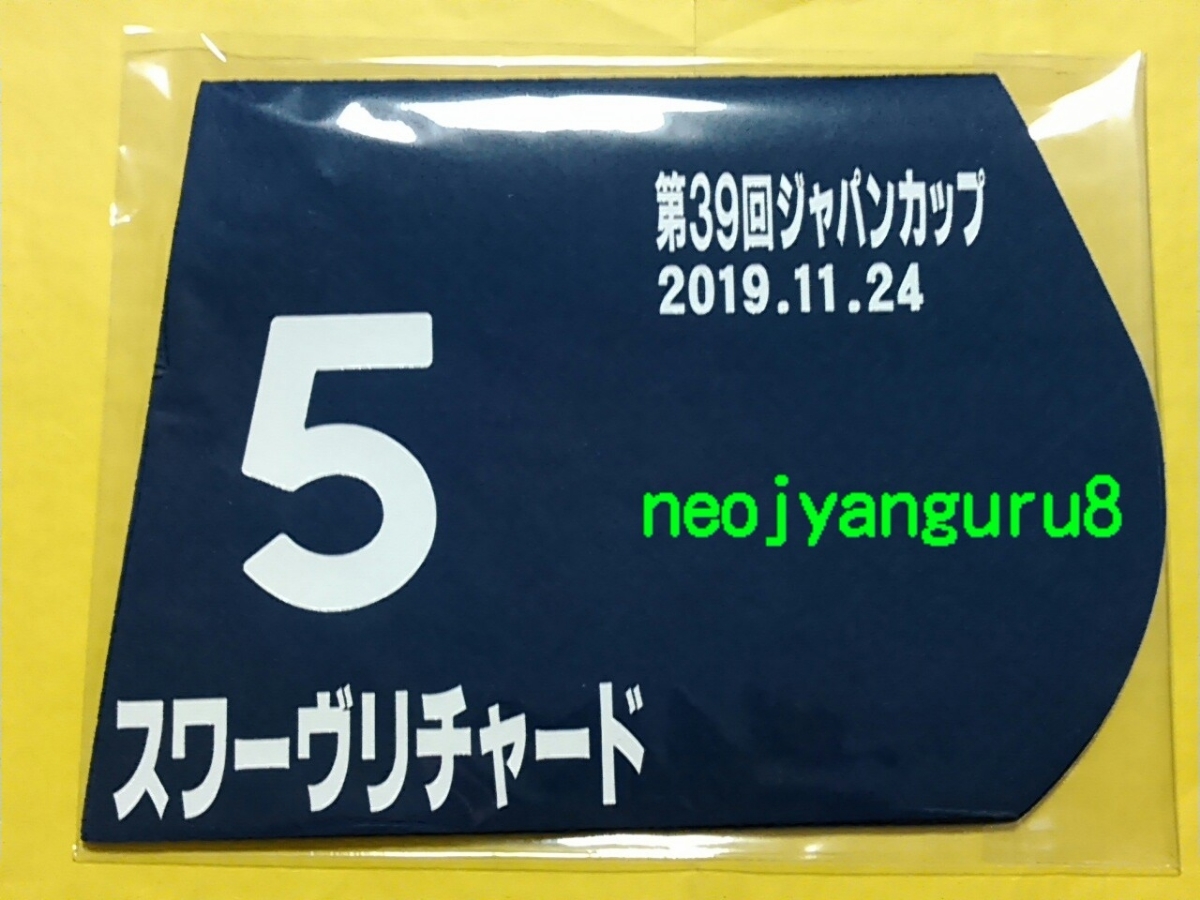 第39回ジャパンカップ
2019.11.24
5
neojyanguru8
スワーヴリチャード